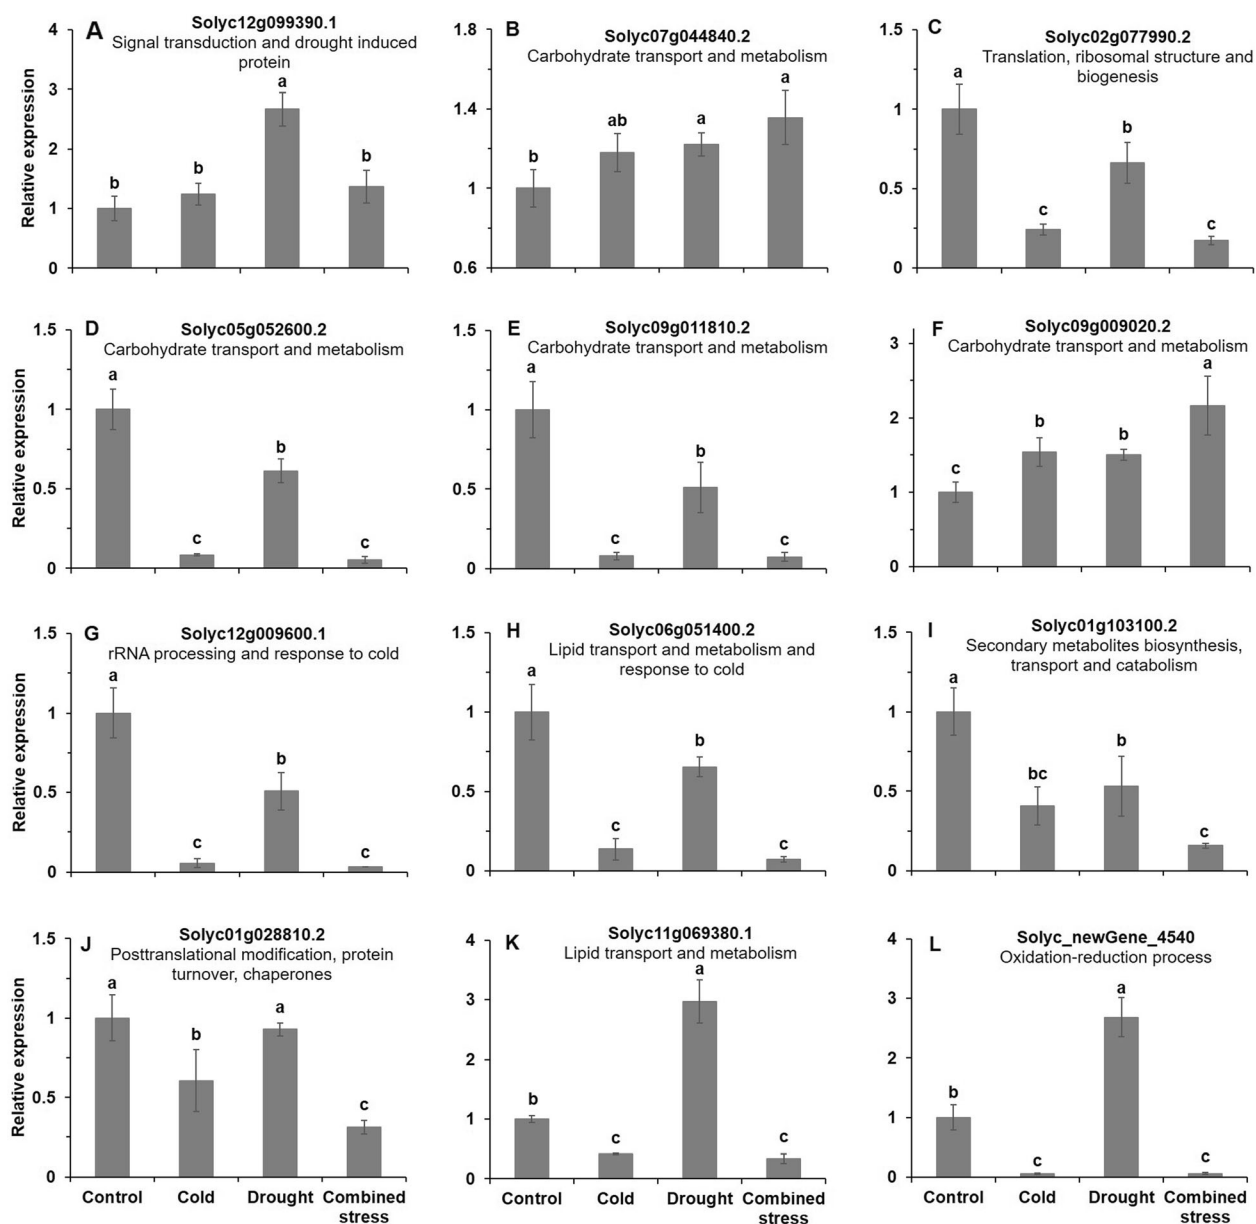 A
Solyc12g099390.1
Signal transduction and drought induced
protein
Relative expression
4
3
2
1
0
b
b
a
b
B
Solyc07g044840.2
Carbohydrate transport and metabolism
1.8
1.4
1
0.6
b
ab
a
a
C
Solyc02g077990.2
Translation, ribosomal structure and
biogenesis
1.5
1
0.5
0
a
c
b
c
D
Solyc05g052600.2
Carbohydrate transport and metabolism
Relative expression
1.5
1
0.5
0
a
c
b
c
E
Solyc09g011810.2
Carbohydrate transport and metabolism
1.5
1
0.5
0
a
c
b
c
F
Solyc09g009020.2
Carbohydrate transport and metabolism
3
2
1
0
c
b
b
a
G
Solyc12g009600.1
rRNA processing and response to cold
Relative expression
1.5
1
0.5
0
a
c
b
c
H
Solyc06g051400.2
Lipid transport and metabolism and
response to cold
1.5
1
0.5
0
a
c
b
c
I
Solyc01g103100.2
Secondary metabolites biosynthesis,
transport and catabolism
1.5
1
0.5
0
a
bc
b
c
J
Solyc01g028810.2
Posttranslational modification, protein
turnover, chaperones
Relative expression
1.5
1
0.5
0
a
b
a
c
Control
Cold
Drought
Combined
stress
K
Solyc11g069380.1
Lipid transport and metabolism
4
3
2
1
0
b
c
a
c
Control
Cold
Drought
Combined
stress
L
Solyc_newGene_4540
Oxidation-reduction process
4
3
2
1
0
b
c
a
c
Control
Cold
Drought
Combined
stress